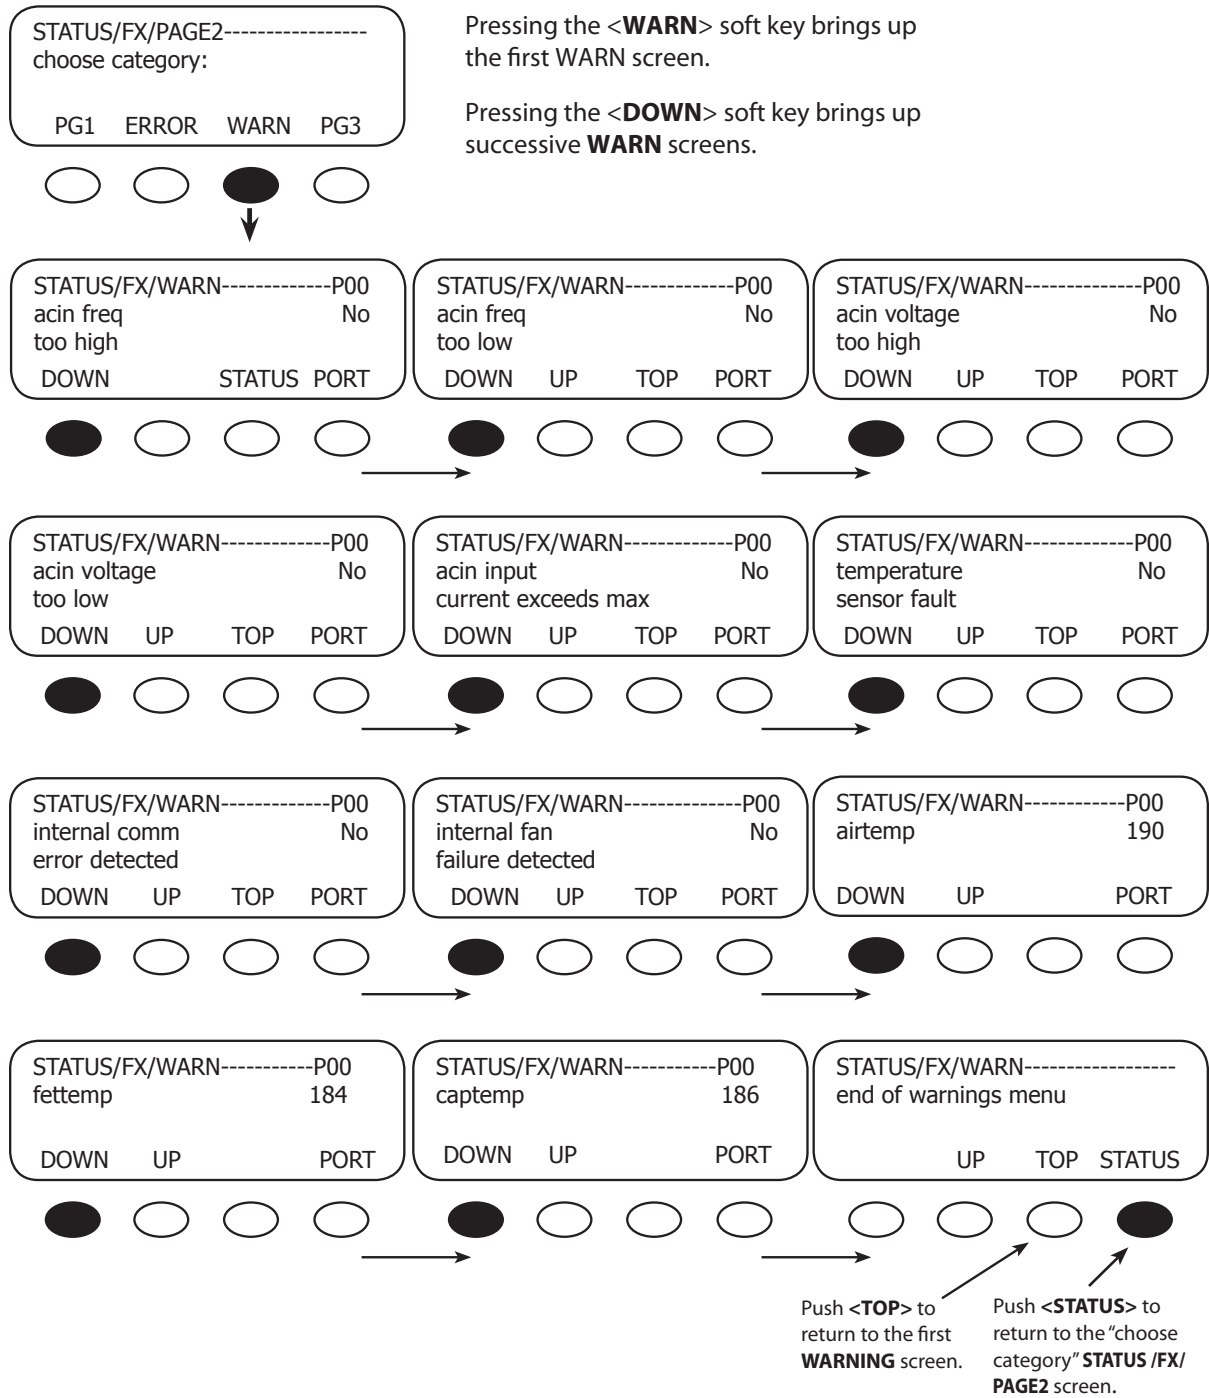 STATUS/FX/PAGE2-----------------
choose category:
PG1 ERROR WARN PG3
Pressing the <WARN> soft key brings up
the first WARN screen.
Pressing the <DOWN> soft key brings up
successive WARN screens.
STATUS/FX/WARN-------------P00
acin freq No
too high
DOWN STATUS PORT
STATUS/FX/WARN-------------P00
acin freq No
too low
DOWN UP TOP PORT
STATUS/FX/WARN--------------P00
acin voltage No
too high
DOWN UP TOP PORT
STATUS/FX/WARN-------------P00
acin voltage No
too low
DOWN UP TOP PORT
STATUS/FX/WARN-------------P00
acin input No
current exceeds max
DOWN UP TOP PORT
STATUS/FX/WARN-------------P00
temperature No
sensor fault
DOWN UP TOP PORT
STATUS/FX/WARN-------------P00
internal comm No
error detected
DOWN UP TOP PORT
STATUS/FX/WARN--------------P00
internal fan No
failure detected
DOWN UP TOP PORT
STATUS/FX/WARN------------P00
airtemp 190
DOWN UP PORT
STATUS/FX/WARN-----------P00
fettemp 184
DOWN UP PORT
STATUS/FX/WARN-----------P00
captemp 186
DOWN UP PORT
STATUS/FX/WARN------------------
end of warnings menu
UP TOP STATUS
Push <TOP> to
return to the first
WARNING screen.
Push <STATUS> to
return to the “choose
category” STATUS /FX/
PAGE2 screen.